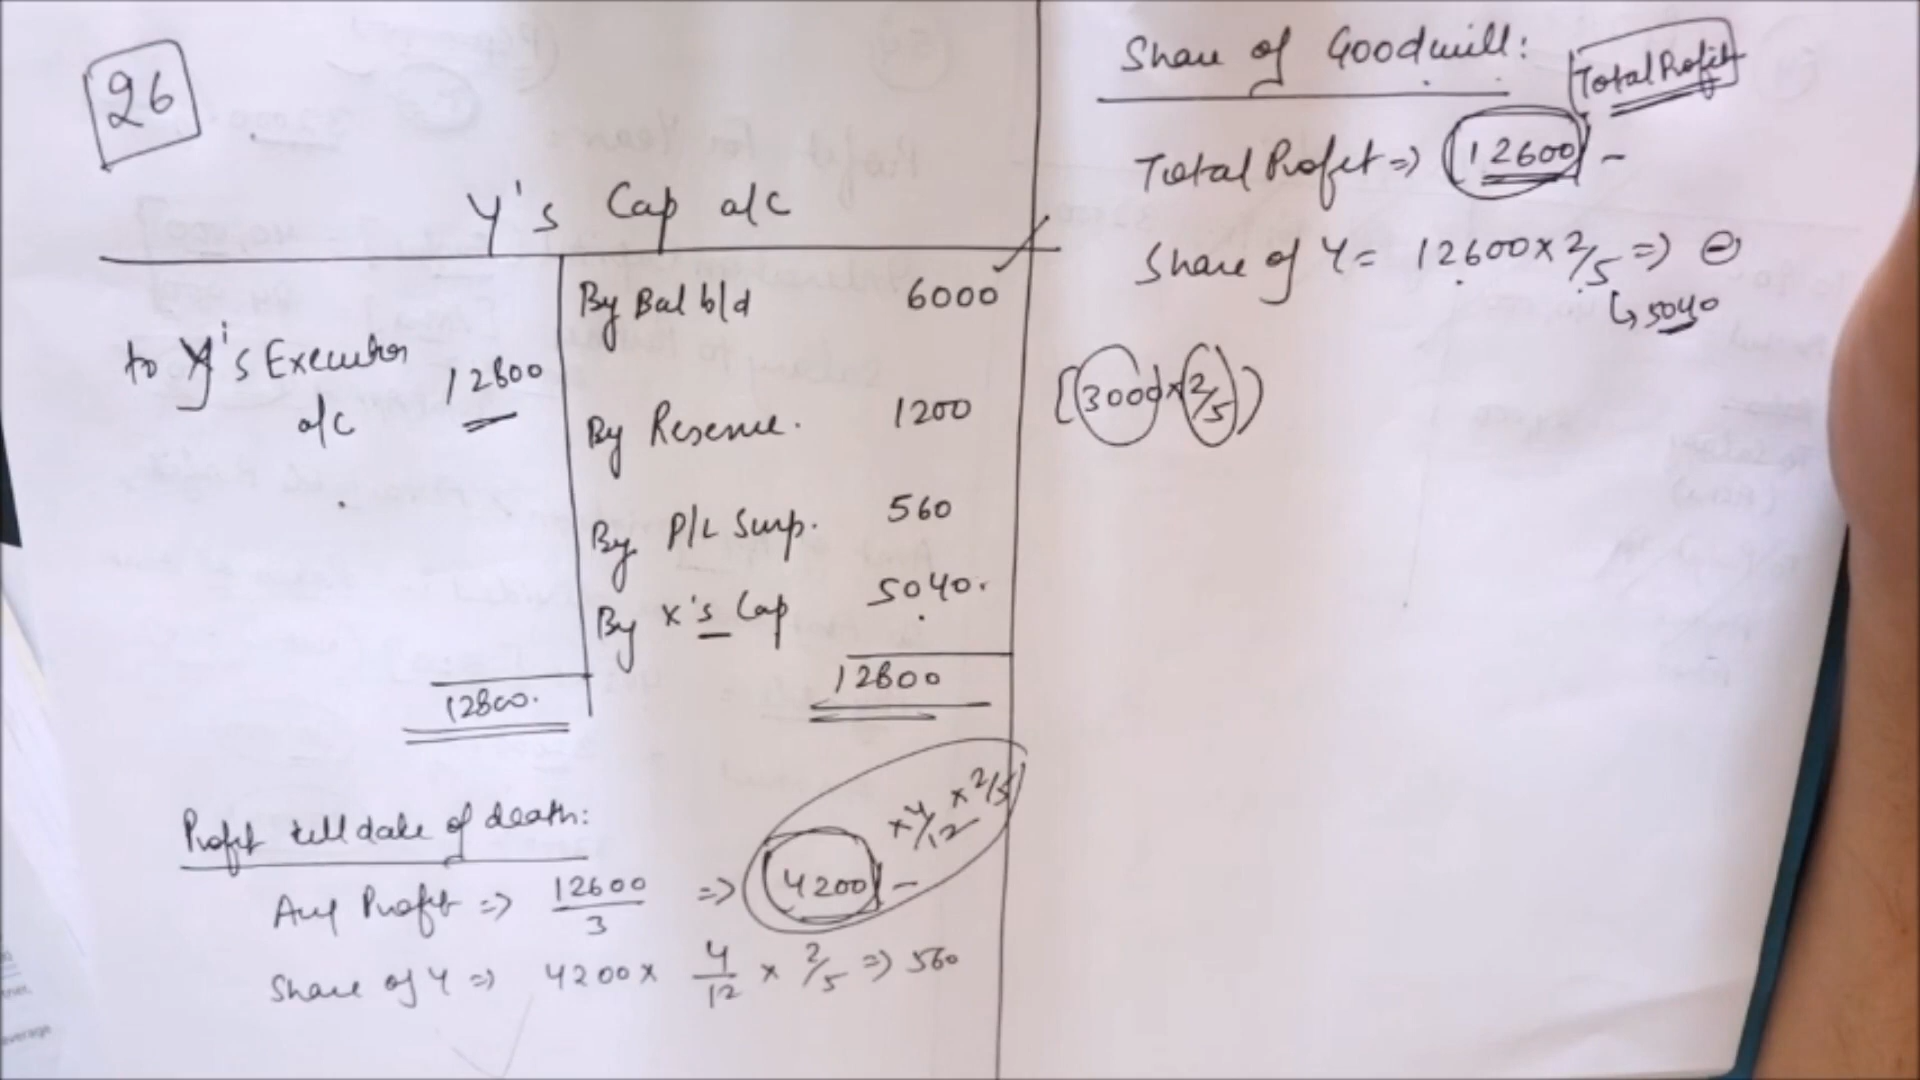 26
Y's Cap a/c
By Bal b/d 6000
to Y's Executor 12800
a/c
By Reserve. 1200
By P/L Susp. 560
By X's Cap 5040.
12800. 12800
Profit till date of death:
Avg Profit => 12600/3 => 4200 - × 4/12 × 2/5
Share of Y => 4200 × 4/12 × 2/5 => 560
Share of Goodwill:
Total Profit
Total Profit => 12600 -
Share of Y = 12600 × 2/5 =>
↳ 5040
[3000 × 2/5)